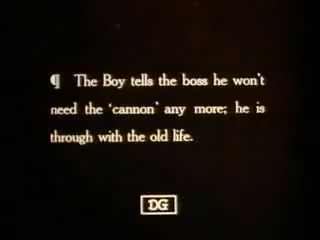 ¶ The Boy tells the boss he won't
need the 'cannon' any more; he is
through with the old life.
DG